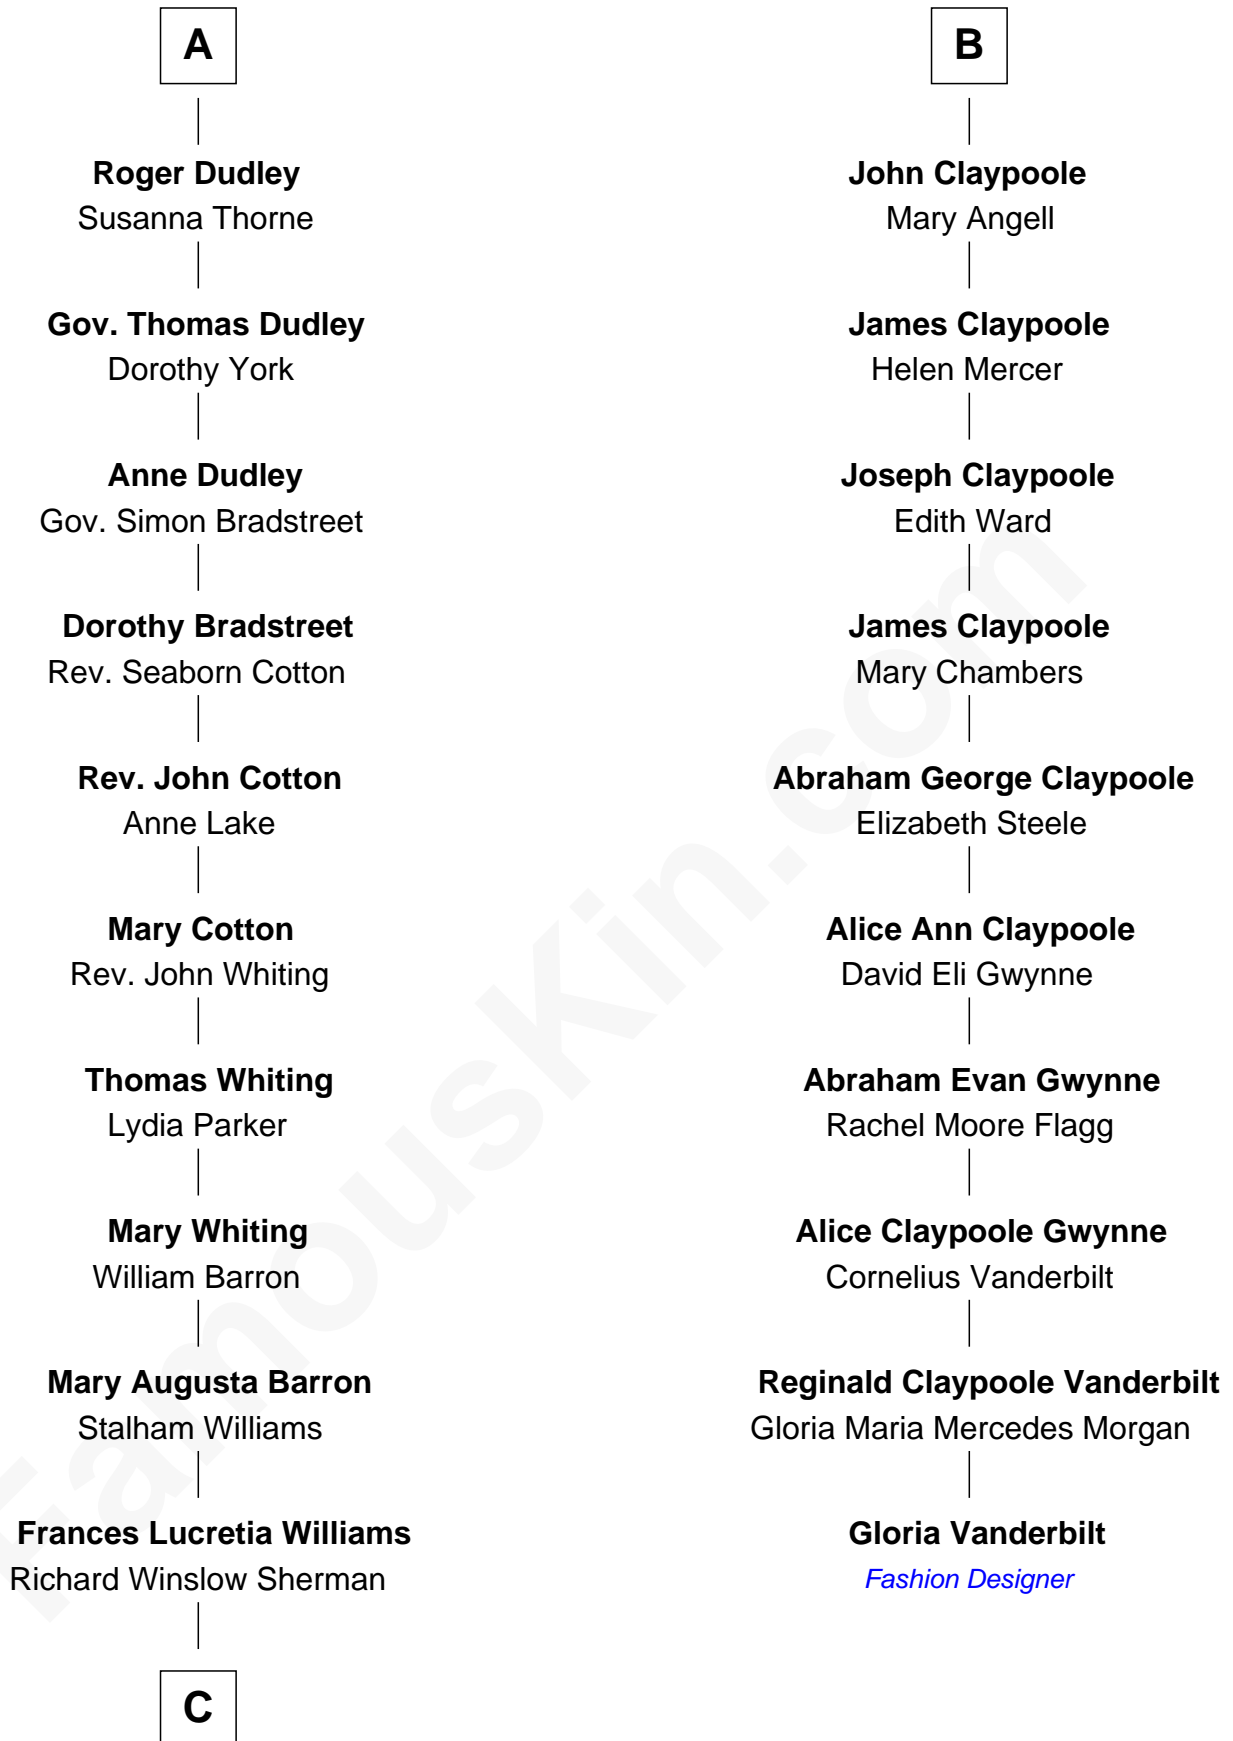 A
Roger Dudley
Susanna Thorne
Gov. Thomas Dudley
Dorothy York
Anne Dudley
Gov. Simon Bradstreet
Dorothy Bradstreet
Rev. Seaborn Cotton
Rev. John Cotton
Anne Lake
Mary Cotton
Rev. John Whiting
Thomas Whiting
Lydia Parker
Mary Whiting
William Barron
Mary Augusta Barron
Stalham Williams
Frances Lucretia Williams
Richard Winslow Sherman
C
B
John Claypoole
Mary Angell
James Claypoole
Helen Mercer
Joseph Claypoole
Edith Ward
James Claypoole
Mary Chambers
Abraham George Claypoole
Elizabeth Steele
Alice Ann Claypoole
David Eli Gwynne
Abraham Evan Gwynne
Rachel Moore Flagg
Alice Claypoole Gwynne
Cornelius Vanderbilt
Reginald Claypoole Vanderbilt
Gloria Maria Mercedes Morgan
Gloria Vanderbilt
Fashion Designer
FamousKin.com